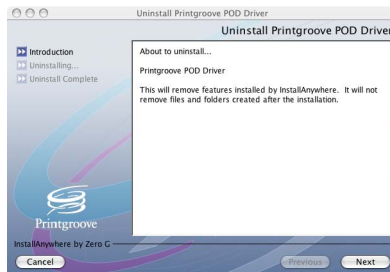 Uninstall Printgroove POD Driver
Uninstall Printgroove POD Driver
Introduction
Uninstalling...
Uninstall Complete
About to uninstall...
Printgroove POD Driver
This will remove features installed by InstallAnywhere. It will not
remove files and folders created after the installation.
Printgroove
InstallAnywhere by Zero G
Cancel
Previous
Next